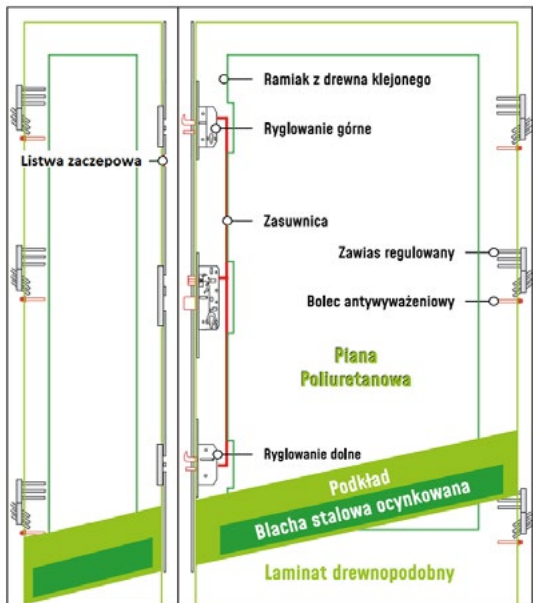 Ramiak z drewna klejonego
Ryglowanie górne
Listwa zaczepowa
Zasuwnica
Zawias regulowany
Bolec antywyważeniowy
Piana
Poliuretanowa
Ryglowanie dolne
Podkład
Blacha stalowa ocynkowana
Laminat drewnopodobny